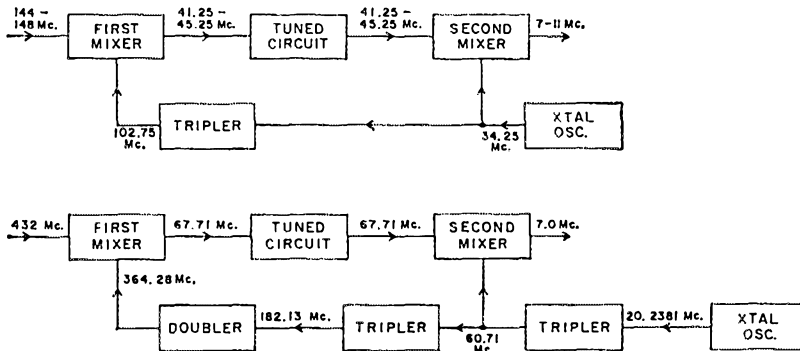 144 -
148 Mc.
FIRST
MIXER
41.25 -
45.25 Mc.
TUNED
CIRCUIT
41.25 -
45.25 Mc.
SECOND
MIXER
7-11 Mc.
102.75
Mc.
TRIPLER
34.25
Mc.
XTAL
OSC.
432 Mc.
FIRST
MIXER
67.71 Mc.
TUNED
CIRCUIT
67.71 Mc.
SECOND
MIXER
7.0 Mc.
364.28 Mc.
DOUBLER
182.13 Mc.
TRIPLER
60.71
Mc
TRIPLER
20.2381 Mc.
XTAL
OSC.